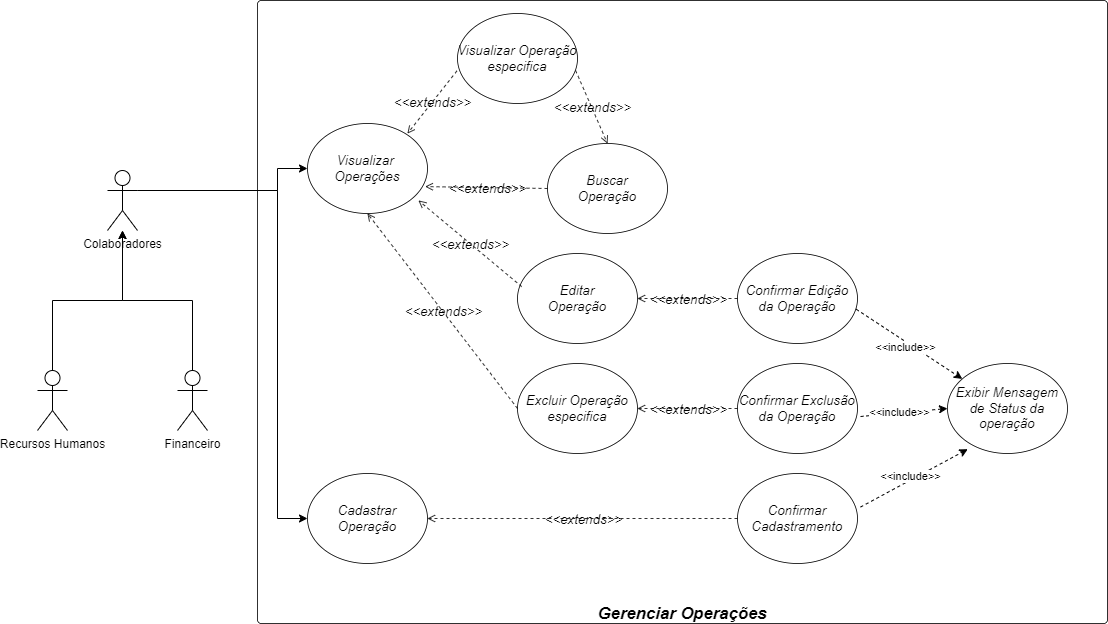 Visualizar Operação
especifica
<<extends>>
<<extends>>
Visualizar
Operações
Buscar
Operação
<<extends>>
Colaboradores
<<extends>>
Editar
Operação
<<extends>>
Confirmar Edição
da Operação
<<extends>>
<<include>>
Excluir Operação
especifica
<<extends>>
Confirmar Exclusão
da Operação
<<include>>
Exibir Mensagem
de Status da
operação
Recursos Humanos
Financeiro
<<include>>
Cadastrar
Operação
<<extends>>
Confirmar
Cadastramento
Gerenciar Operações